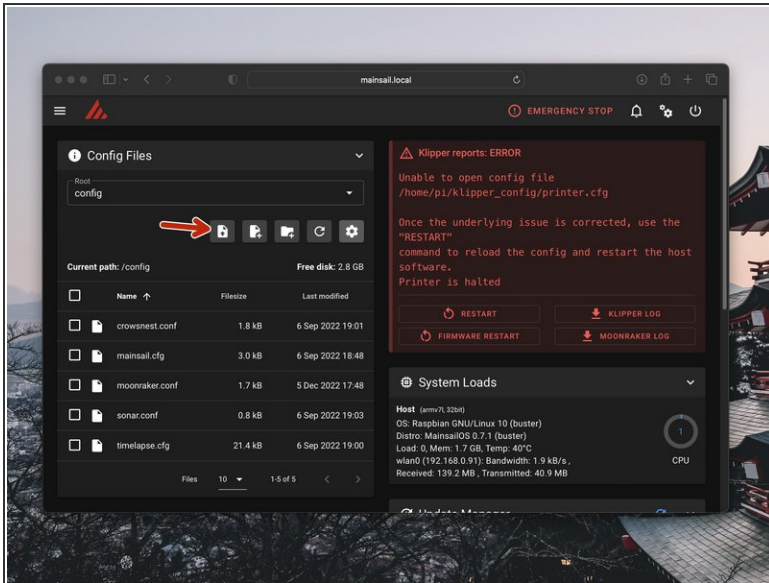 mainsail.local
EMERGENCY STOP
Config Files
Root
config
Current path: /config
Free disk: 2.8 GB
Name
Filesize
Last modified
crowsnest.conf 1.8 kB 6 Sep 2022 19:01
mainsail.cfg 3.0 kB 6 Sep 2022 18:48
moonraker.conf 1.7 kB 5 Dec 2022 17:48
sonar.conf 0.8 kB 6 Sep 2022 19:03
timelapse.cfg 21.4 kB 6 Sep 2022 19:00
Files 10 1-5 of 5
Klipper reports: ERROR
Unable to open config file
/home/pi/klipper_config/printer.cfg
Once the underlying issue is corrected, use the
"RESTART"
command to reload the config and restart the host
software.
Printer is halted
RESTART
KLIPPER LOG
FIRMWARE RESTART
MOONRAKER LOG
System Loads
Host (armv7l, 32bit)
OS: Raspbian GNU/Linux 10 (buster)
Distro: MainsailOS 0.7.1 (buster)
Load: 0, Mem: 1.7 GB, Temp: 40°C
wlan0 (192.168.0.91): Bandwidth: 1.9 kB/s ,
Received: 139.2 MB , Transmitted: 40.9 MB
1
CPU
Update Manager